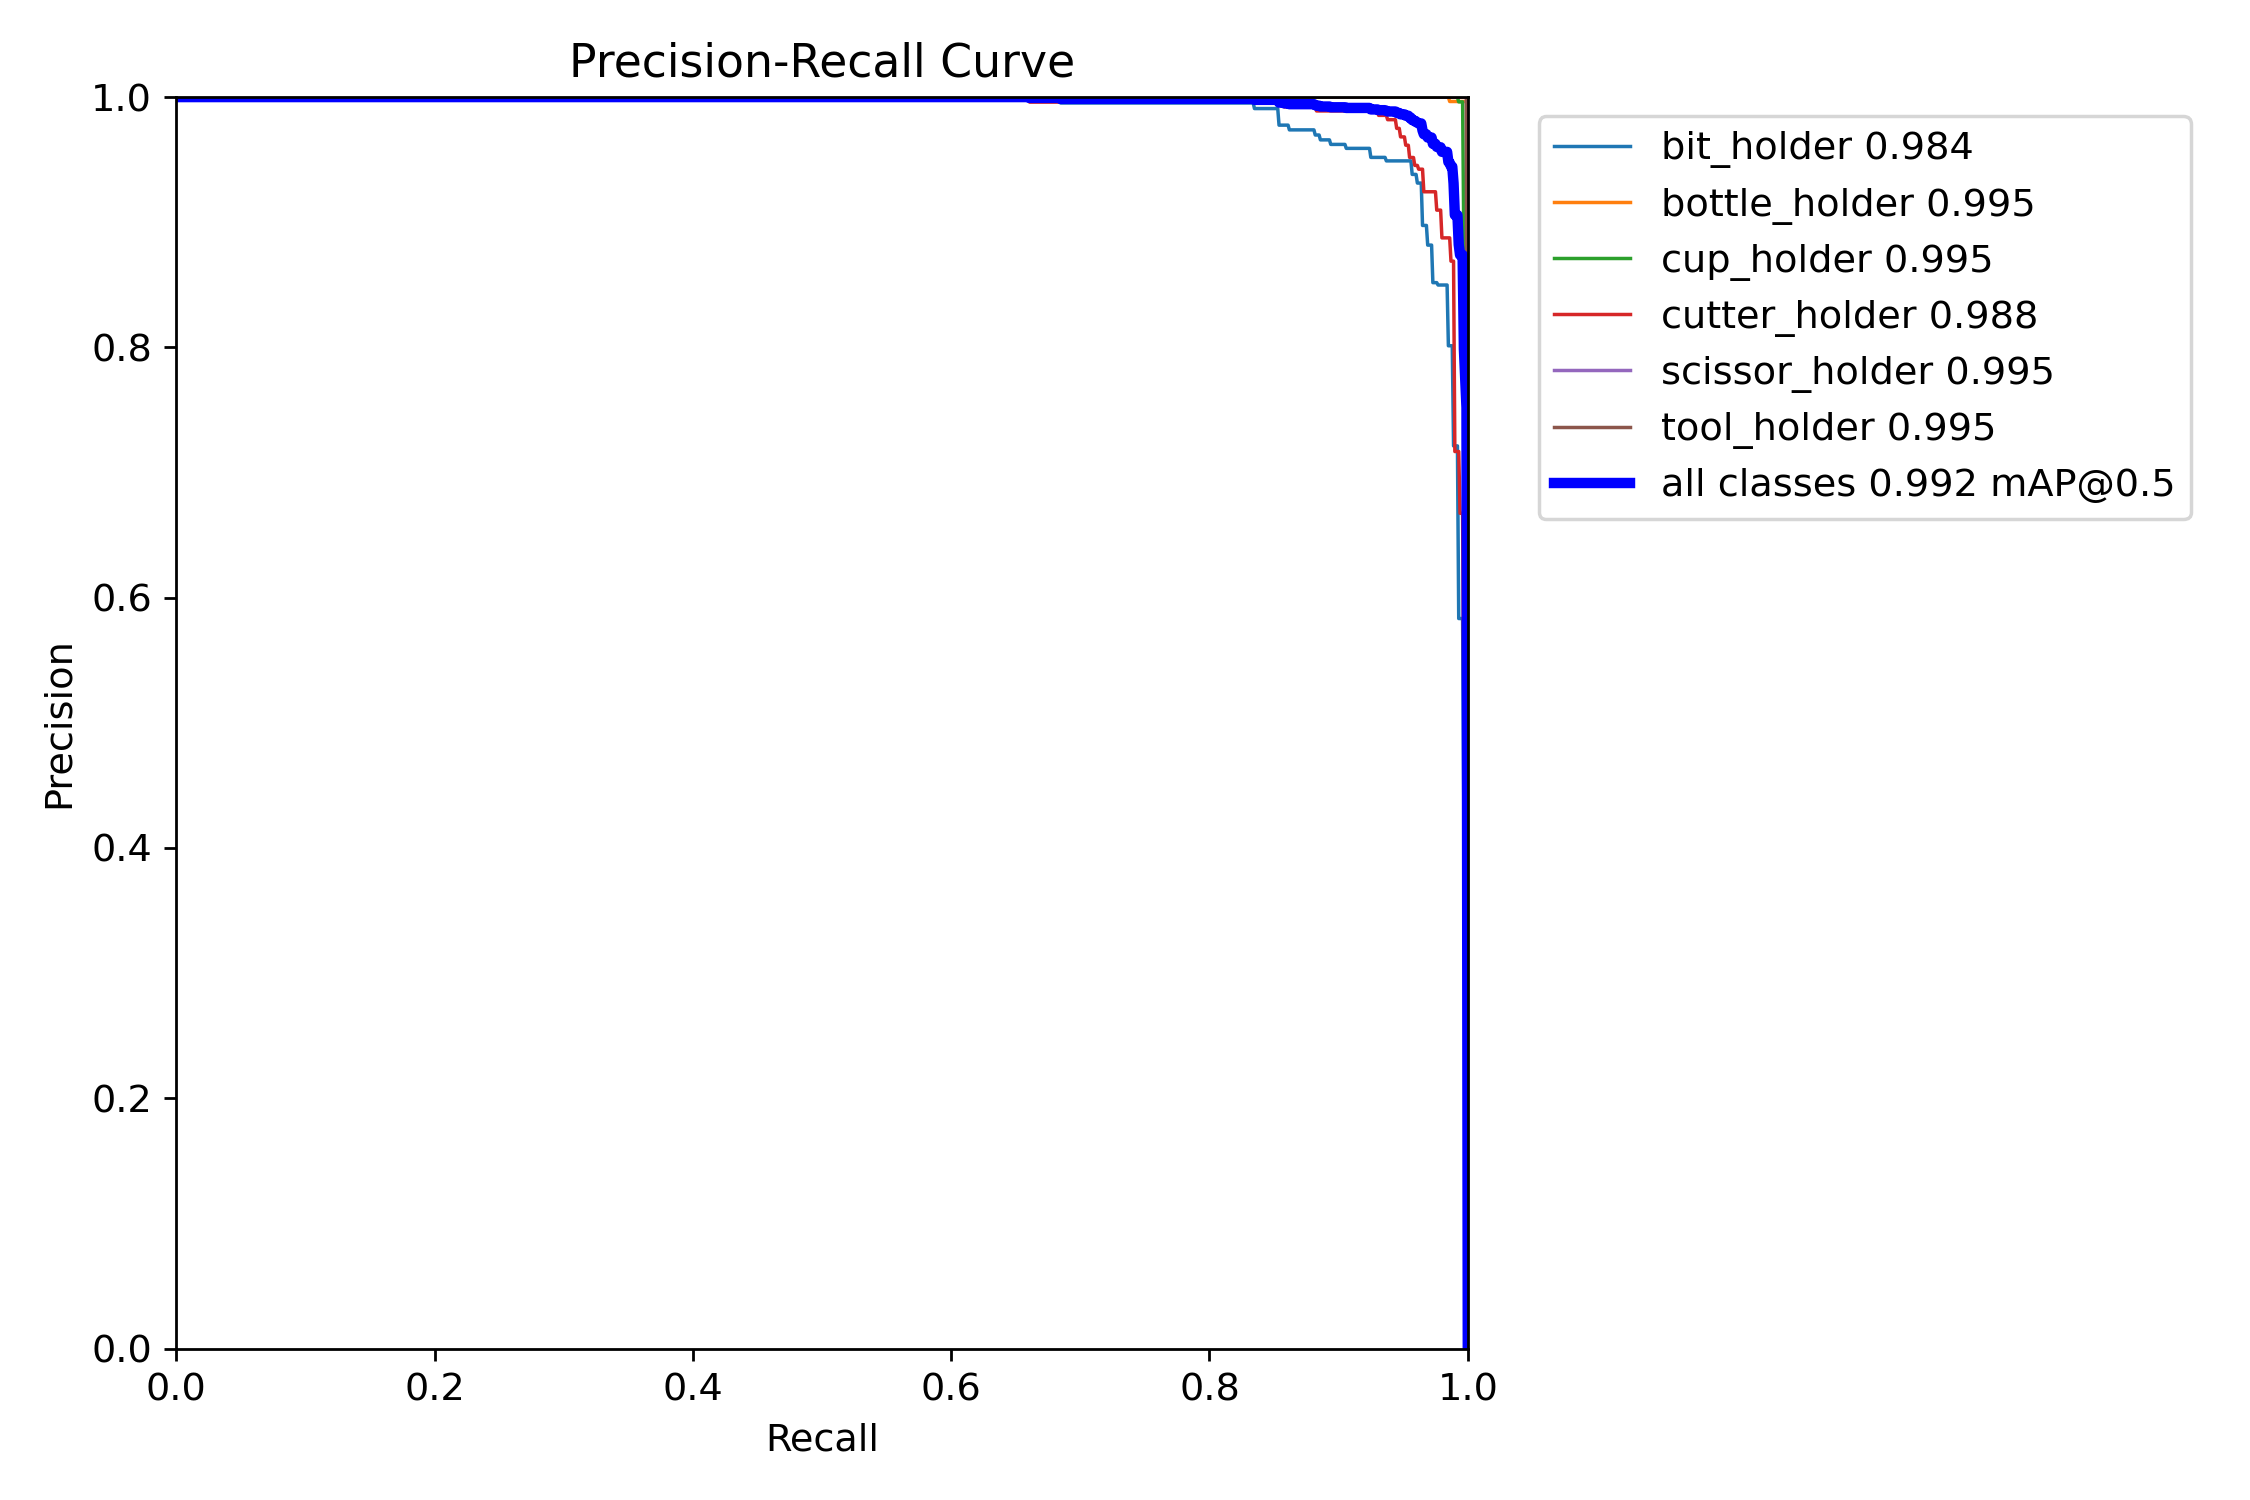 Precision-Recall Curve
1.0
0.8
0.6
0.4
0.2
0.0
Precision
0.0 0.2 0.4 0.6 0.8 1.0
Recall
bit_holder 0.984
bottle_holder 0.995
cup_holder 0.995
cutter_holder 0.988
scissor_holder 0.995
tool_holder 0.995
all classes 0.992 mAP@0.5